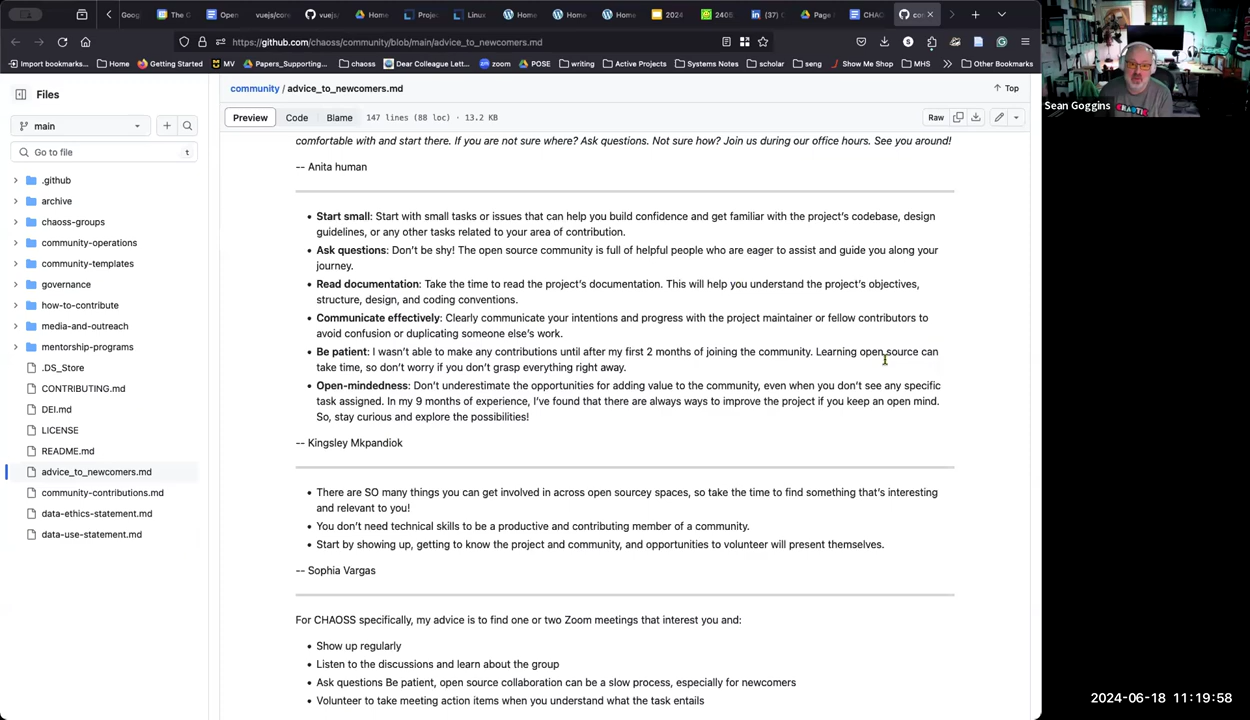 Goog
The G
Open
vuejs/core
vuejs/
Home
Projec
Linux
Home
Home
Home
2024
2405
(37)
Page
CHAO
con
https://github.com/chaoss/community/blob/main/advice_to_newcomers.md
Import bookmarks...
Home
Getting Started
MV
Papers_Supporting...
chaoss
Dear Colleague Lett...
zoom
POSE
writing
Active Projects
Systems Notes
scholar
seng
Show Me Shop
MHS
Other Bookmarks
Sean Goggins
Files
main
Go to file
t
.github
archive
chaoss-groups
community-operations
community-templates
governance
how-to-contribute
media-and-outreach
mentorship-programs
.DS_Store
CONTRIBUTING.md
DEI.md
LICENSE
README.md
advice_to_newcomers.md
community-contributions.md
data-ethics-statement.md
data-use-statement.md
community / advice_to_newcomers.md
Top
Preview
Code
Blame
147 lines (88 loc) · 13.2 KB
Raw
comfortable with and start there. If you are not sure where? Ask questions. Not sure how? Join us during our office hours. See you around!
-- Anita human
• Start small: Start with small tasks or issues that can help you build confidence and get familiar with the project's codebase, design
guidelines, or any other tasks related to your area of contribution.
• Ask questions: Don't be shy! The open source community is full of helpful people who are eager to assist and guide you along your
journey.
• Read documentation: Take the time to read the project's documentation. This will help you understand the project's objectives,
structure, design, and coding conventions.
• Communicate effectively: Clearly communicate your intentions and progress with the project maintainer or fellow contributors to
avoid confusion or duplicating someone else's work.
• Be patient: I wasn't able to make any contributions until after my first 2 months of joining the community. Learning open source can
take time, so don't worry if you don't grasp everything right away.
• Open-mindedness: Don't underestimate the opportunities for adding value to the community, even when you don't see any specific
task assigned. In my 9 months of experience, I've found that there are always ways to improve the project if you keep an open mind.
So, stay curious and explore the possibilities!
-- Kingsley Mkpandiok
• There are SO many things you can get involved in across open sourcey spaces, so take the time to find something that's interesting
and relevant to you!
• You don't need technical skills to be a productive and contributing member of a community.
• Start by showing up, getting to know the project and community, and opportunities to volunteer will present themselves.
-- Sophia Vargas
For CHAOSS specifically, my advice is to find one or two Zoom meetings that interest you and:
• Show up regularly
• Listen to the discussions and learn about the group
• Ask questions Be patient, open source collaboration can be a slow process, especially for newcomers
• Volunteer to take meeting action items when you understand what the task entails
2024-06-18 11:19:58